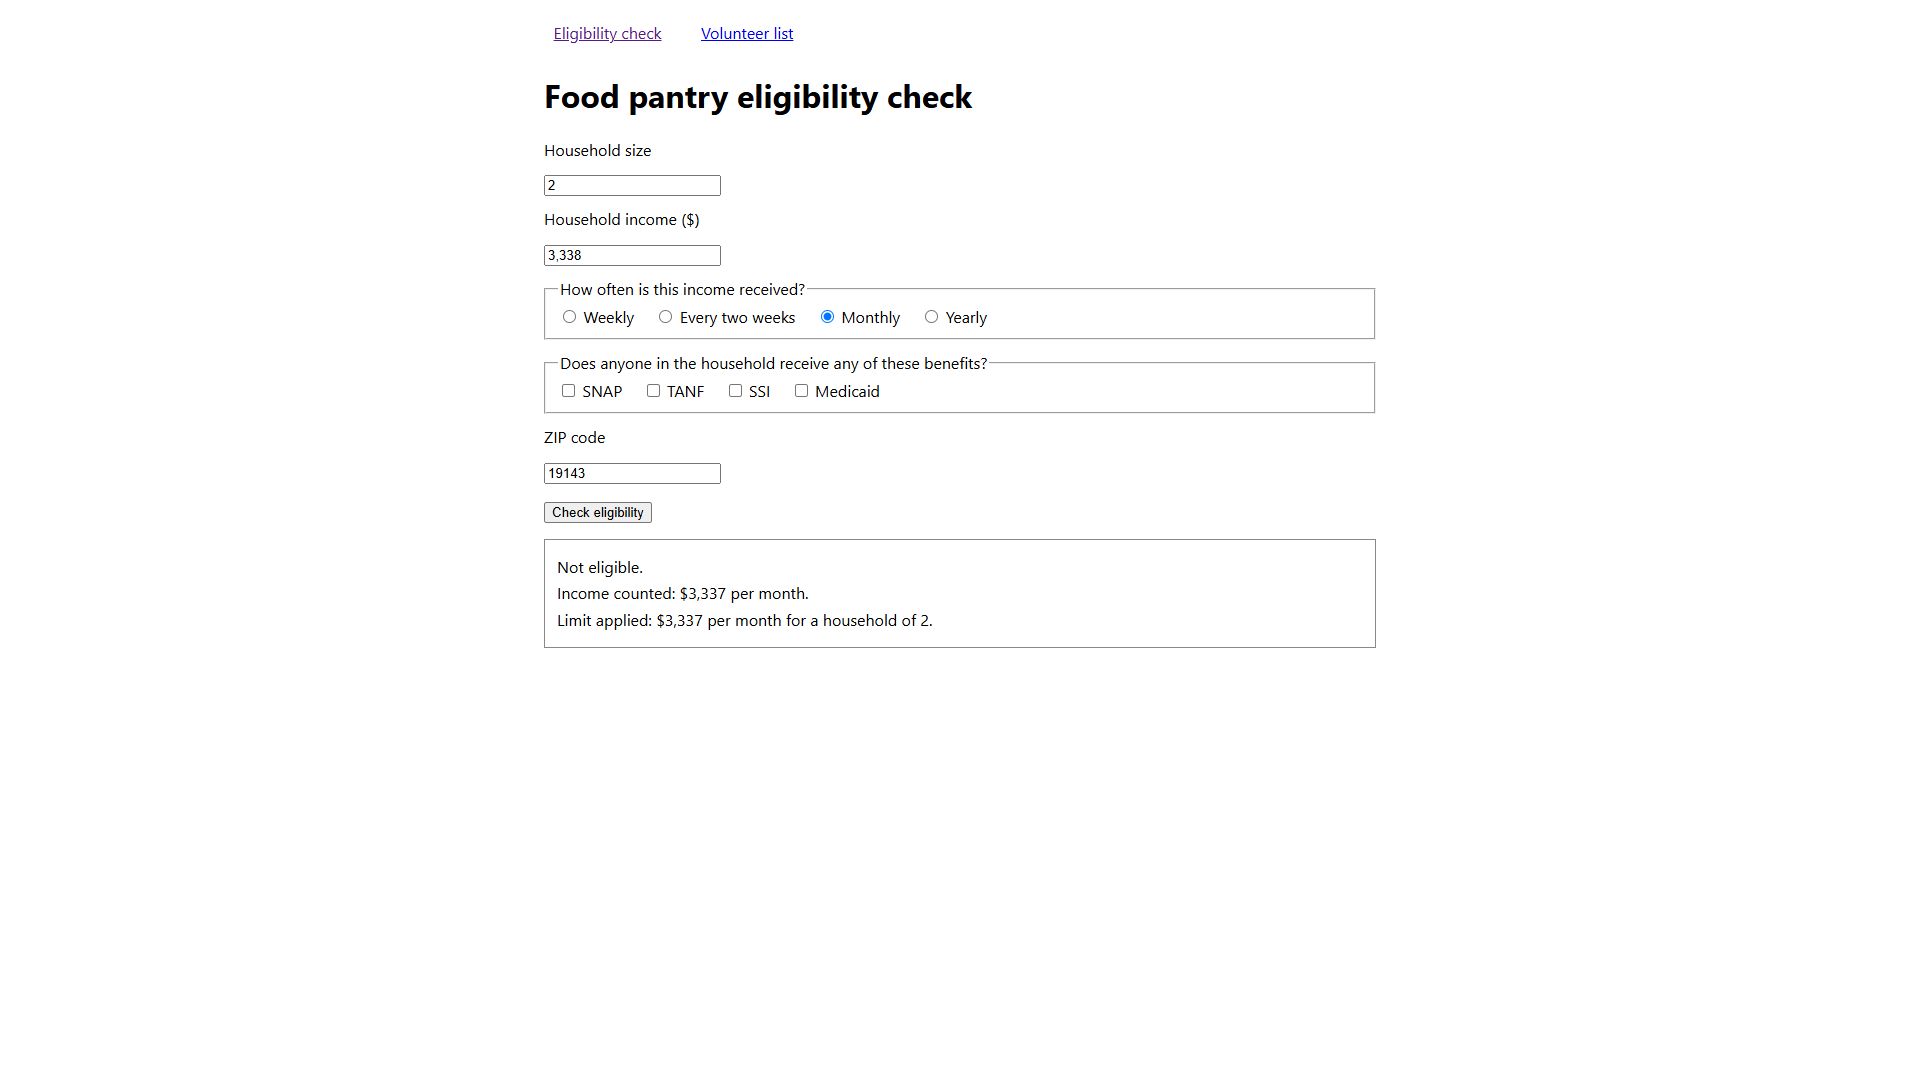 Eligibility check Volunteer list
Food pantry eligibility check
Household size
2
Household income ($)
3,338
How often is this income received?
Weekly Every two weeks Monthly Yearly
Does anyone in the household receive any of these benefits?
SNAP TANF SSI Medicaid
ZIP code
19143
Check eligibility
Not eligible.
Income counted: $3,337 per month.
Limit applied: $3,337 per month for a household of 2.